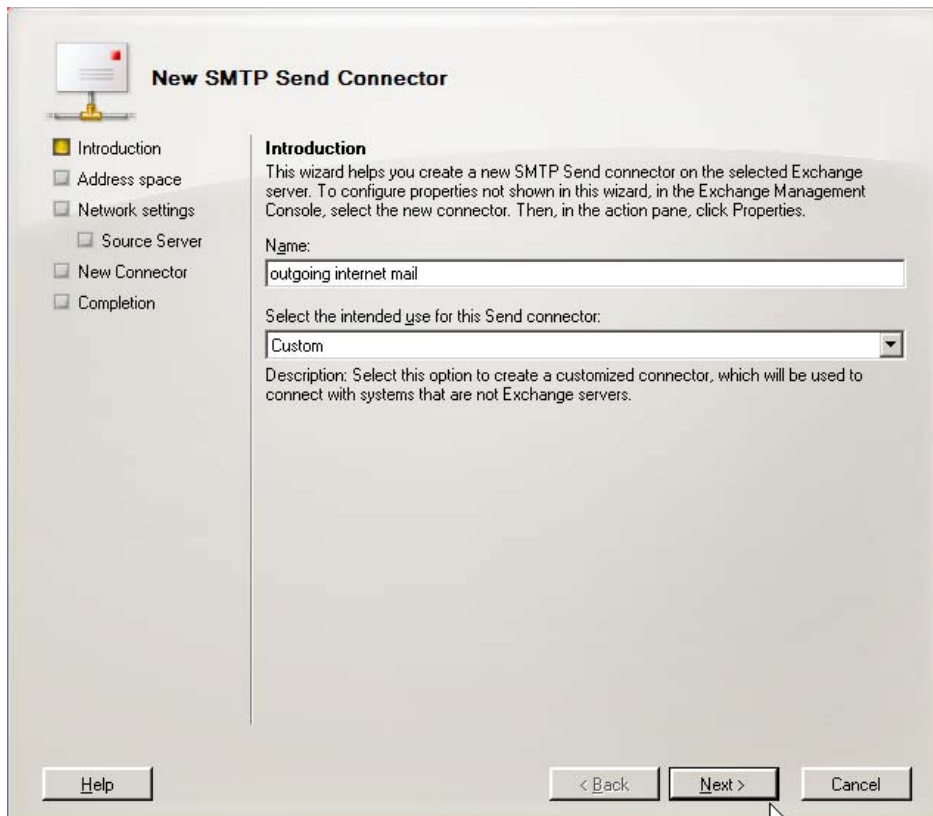 New SMTP Send Connector
Introduction
Address space
Network settings
Source Server
New Connector
Completion
Introduction
This wizard helps you create a new SMTP Send connector on the selected Exchange
server. To configure properties not shown in this wizard, in the Exchange Management
Console, select the new connector. Then, in the action pane, click Properties.
Name:
outgoing internet mail
Select the intended use for this Send connector:
Custom
Description: Select this option to create a customized connector, which will be used to
connect with systems that are not Exchange servers.
Help
< Back
Next >
Cancel